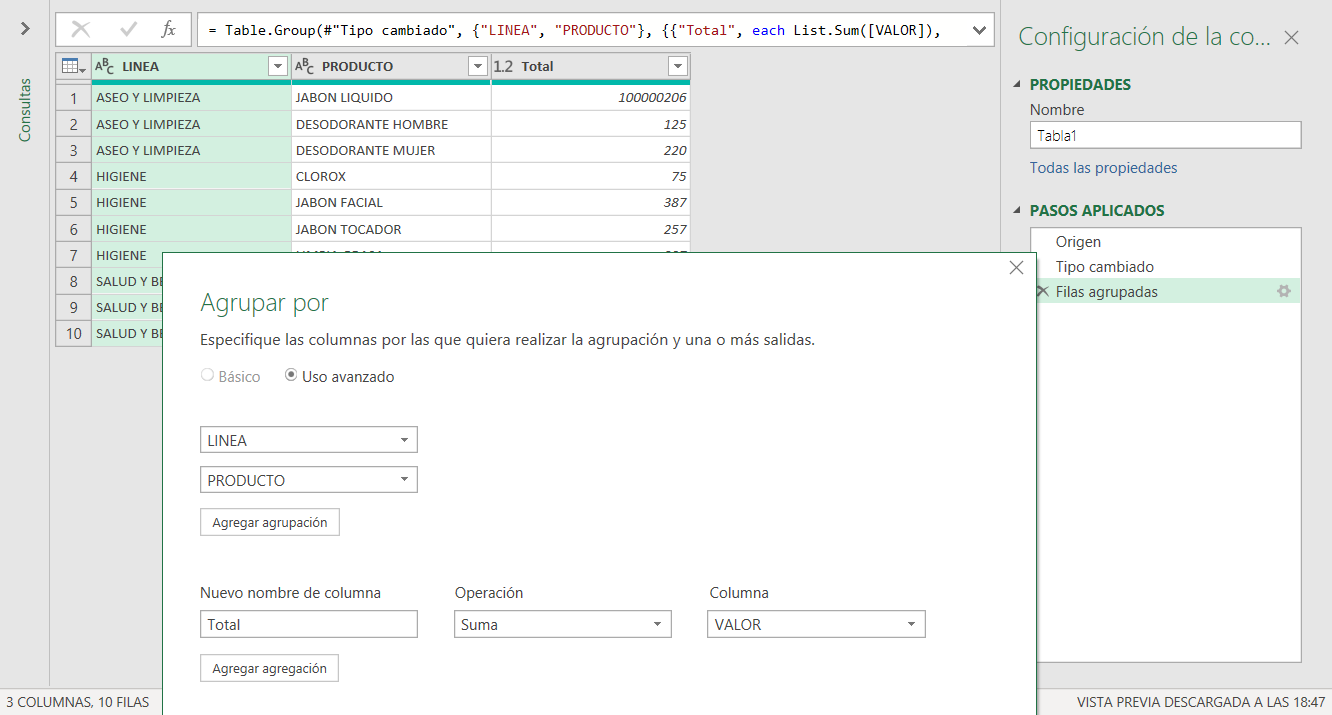 = Table.Group(#"Tipo cambiado", {"LINEA", "PRODUCTO"}, {{"Total", each List.Sum([VALOR]),
Configuración de la co...
Consultas
ABC LINEA ABC PRODUCTO 1.2 Total
1 ASEO Y LIMPIEZA JABON LIQUIDO 100000206
2 ASEO Y LIMPIEZA DESODORANTE HOMBRE 125
3 ASEO Y LIMPIEZA DESODORANTE MUJER 220
4 HIGIENE CLOROX 75
5 HIGIENE JABON FACIAL 387
6 HIGIENE JABON TOCADOR 257
7 HIGIENE
8 SALUD Y BE
9 SALUD Y BE
10 SALUD Y BE
PROPIEDADES
Nombre
Tabla1
Todas las propiedades
PASOS APLICADOS
Origen
Tipo cambiado
Filas agrupadas
Agrupar por
Especifique las columnas por las que quiera realizar la agrupación y una o más salidas.
Básico Uso avanzado
LINEA
PRODUCTO
Agregar agrupación
Nuevo nombre de columna Operación Columna
Total Suma VALOR
Agregar agregación
3 COLUMNAS, 10 FILAS
VISTA PREVIA DESCARGADA A LAS 18:47